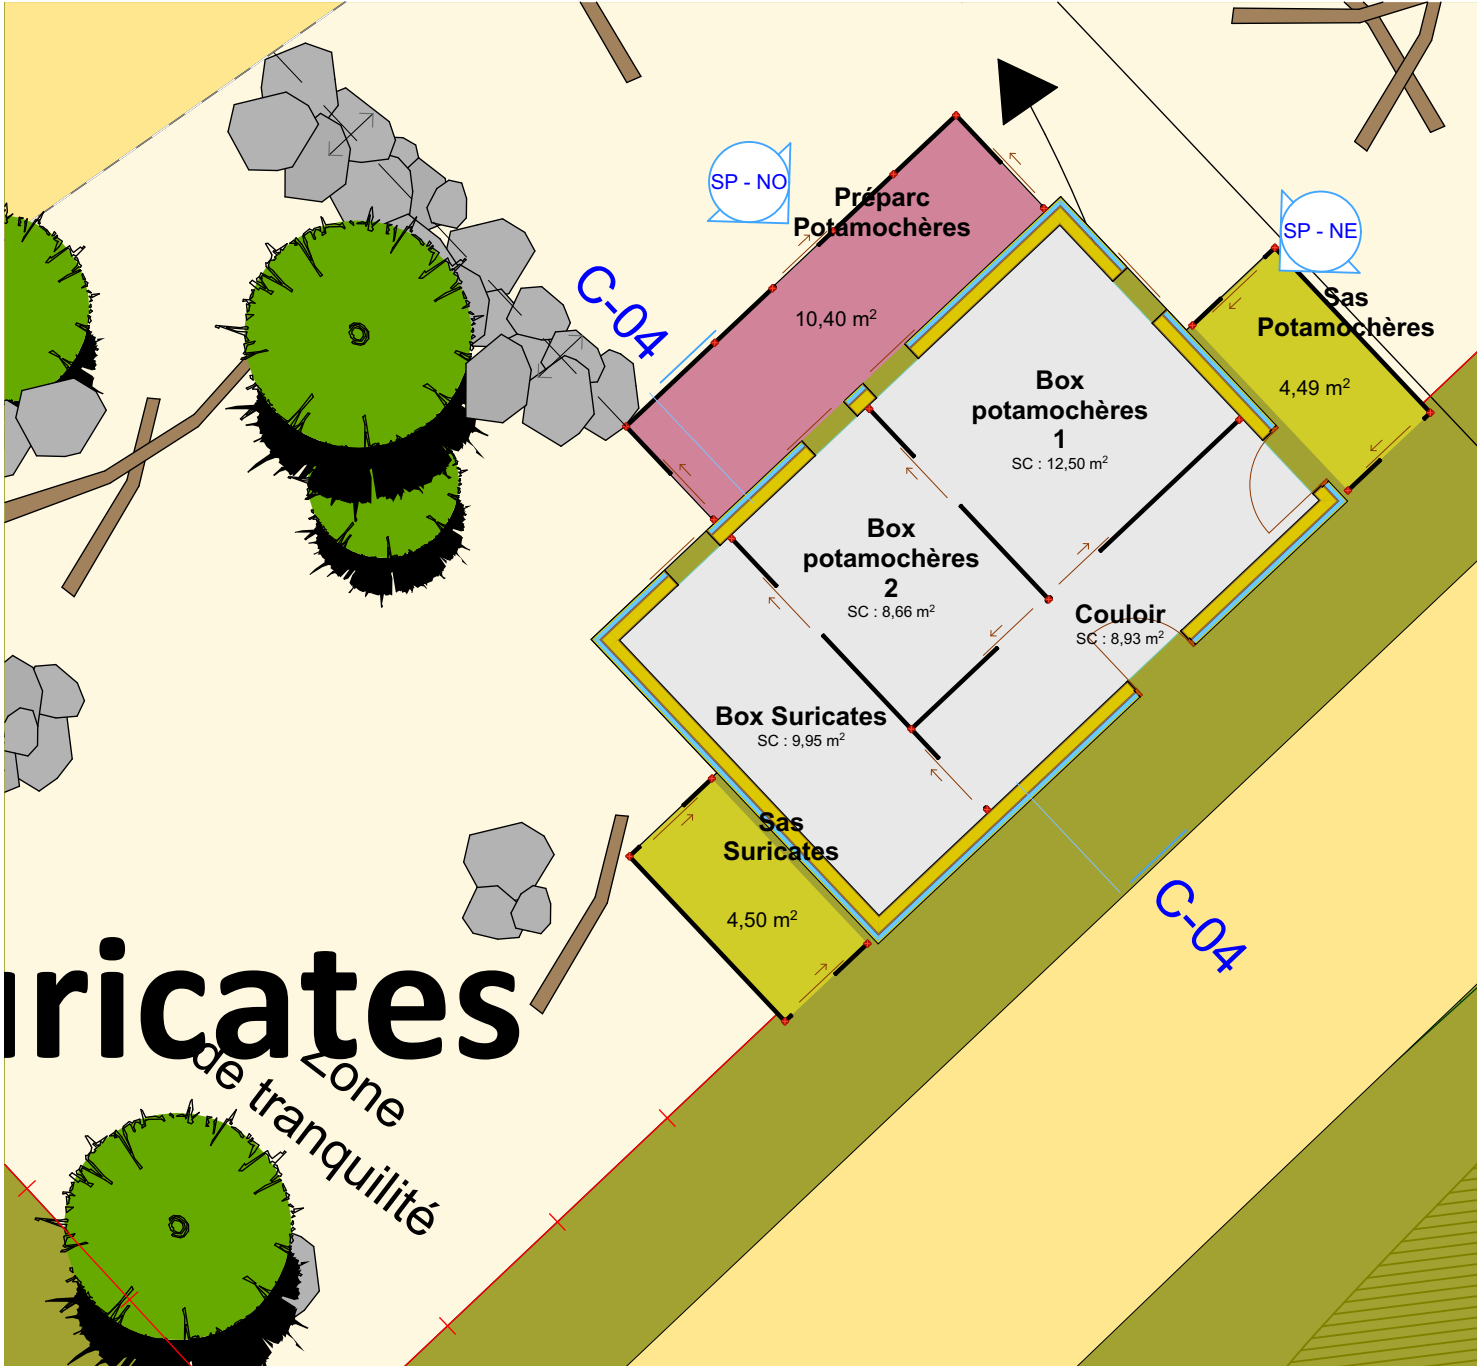 SP - NO
Préparc
Potamochères
10,40 m²
SP - NE
Sas
Potamochères
4,49 m²
C-04
Box
potamochères
1
SC : 12,50 m²
Box
potamochères
2
SC : 8,66 m²
Couloir
SC : 8,93 m²
Box Suricates
SC : 9,95 m²
Sas
Suricates
4,50 m²
C-04
uricates
Zone
de tranquilité